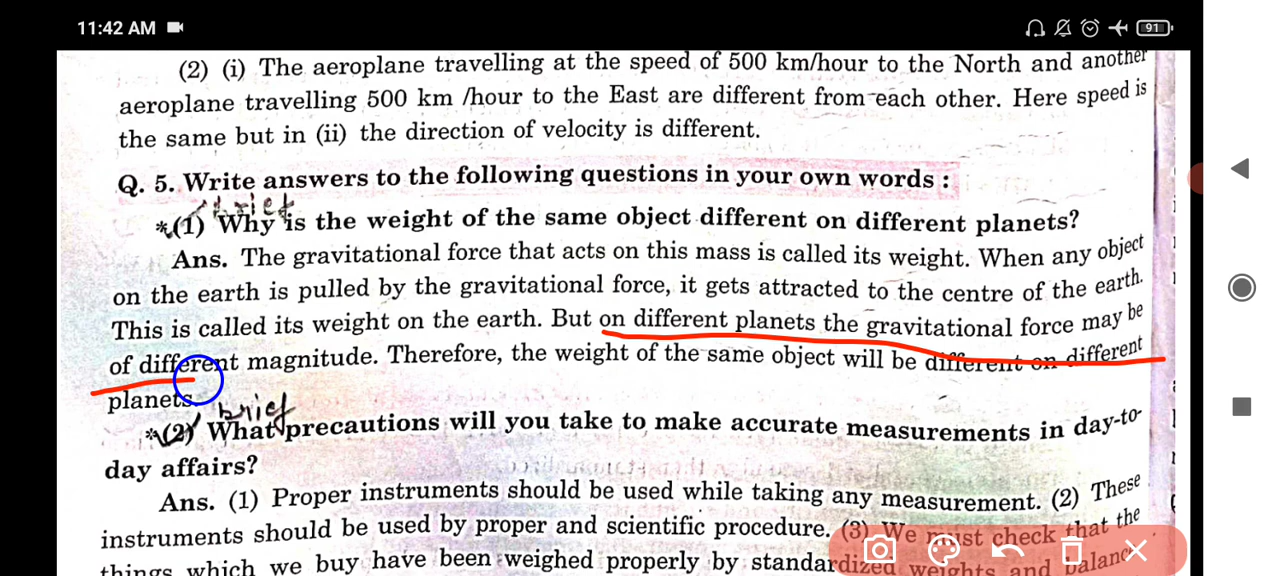 11:42 AM
91
(2) (i) The aeroplane travelling at the speed of 500 km/hour to the North and another
aeroplane travelling 500 km /hour to the East are different from each other. Here speed is
the same but in (ii) the direction of velocity is different.
Q. 5. Write answers to the following questions in your own words :
brief
*(1) Why is the weight of the same object different on different planets?
Ans. The gravitational force that acts on this mass is called its weight. When any object
on the earth is pulled by the gravitational force, it gets attracted to the centre of the earth.
This is called its weight on the earth. But on different planets the gravitational force may be
of different magnitude. Therefore, the weight of the same object will be different on different
planets.
brief
*(2) What precautions will you take to make accurate measurements in day-to-
day affairs?
Ans. (1) Proper instruments should be used while taking any measurement. (2) These
instruments should be used by proper and scientific procedure. (3) We must check that the
things which we buy have been weighed properly by standardized weights and balance